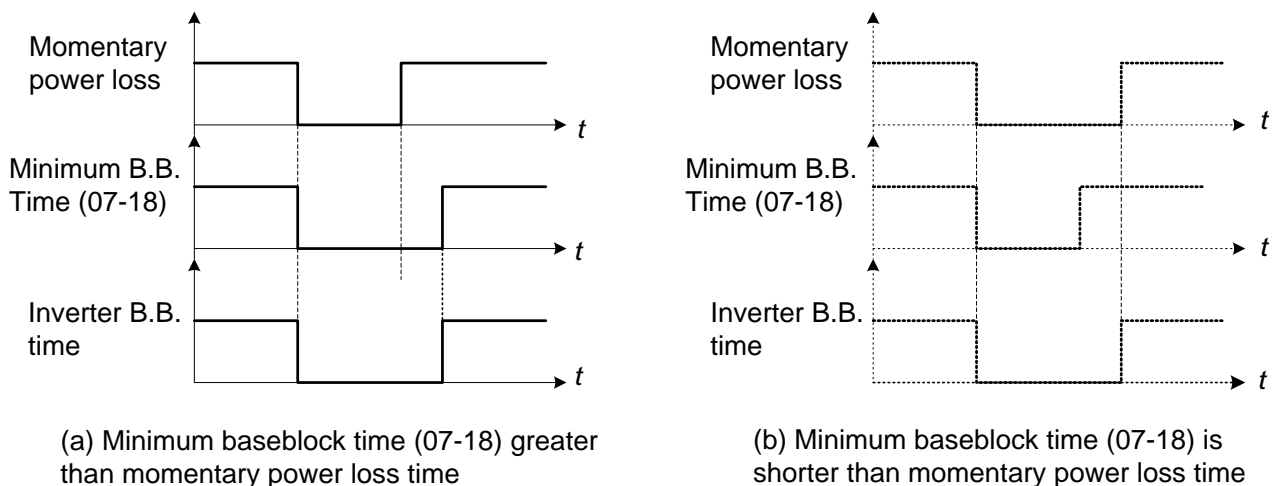 Momentary
power loss
t
Minimum B.B.
Time (07-18)
t
Inverter B.B.
time
t
(a) Minimum baseblock time (07-18) greater
than momentary power loss time
Momentary
power loss
t
Minimum B.B.
Time (07-18)
t
Inverter B.B.
time
t
(b) Minimum baseblock time (07-18) is
shorter than momentary power loss time